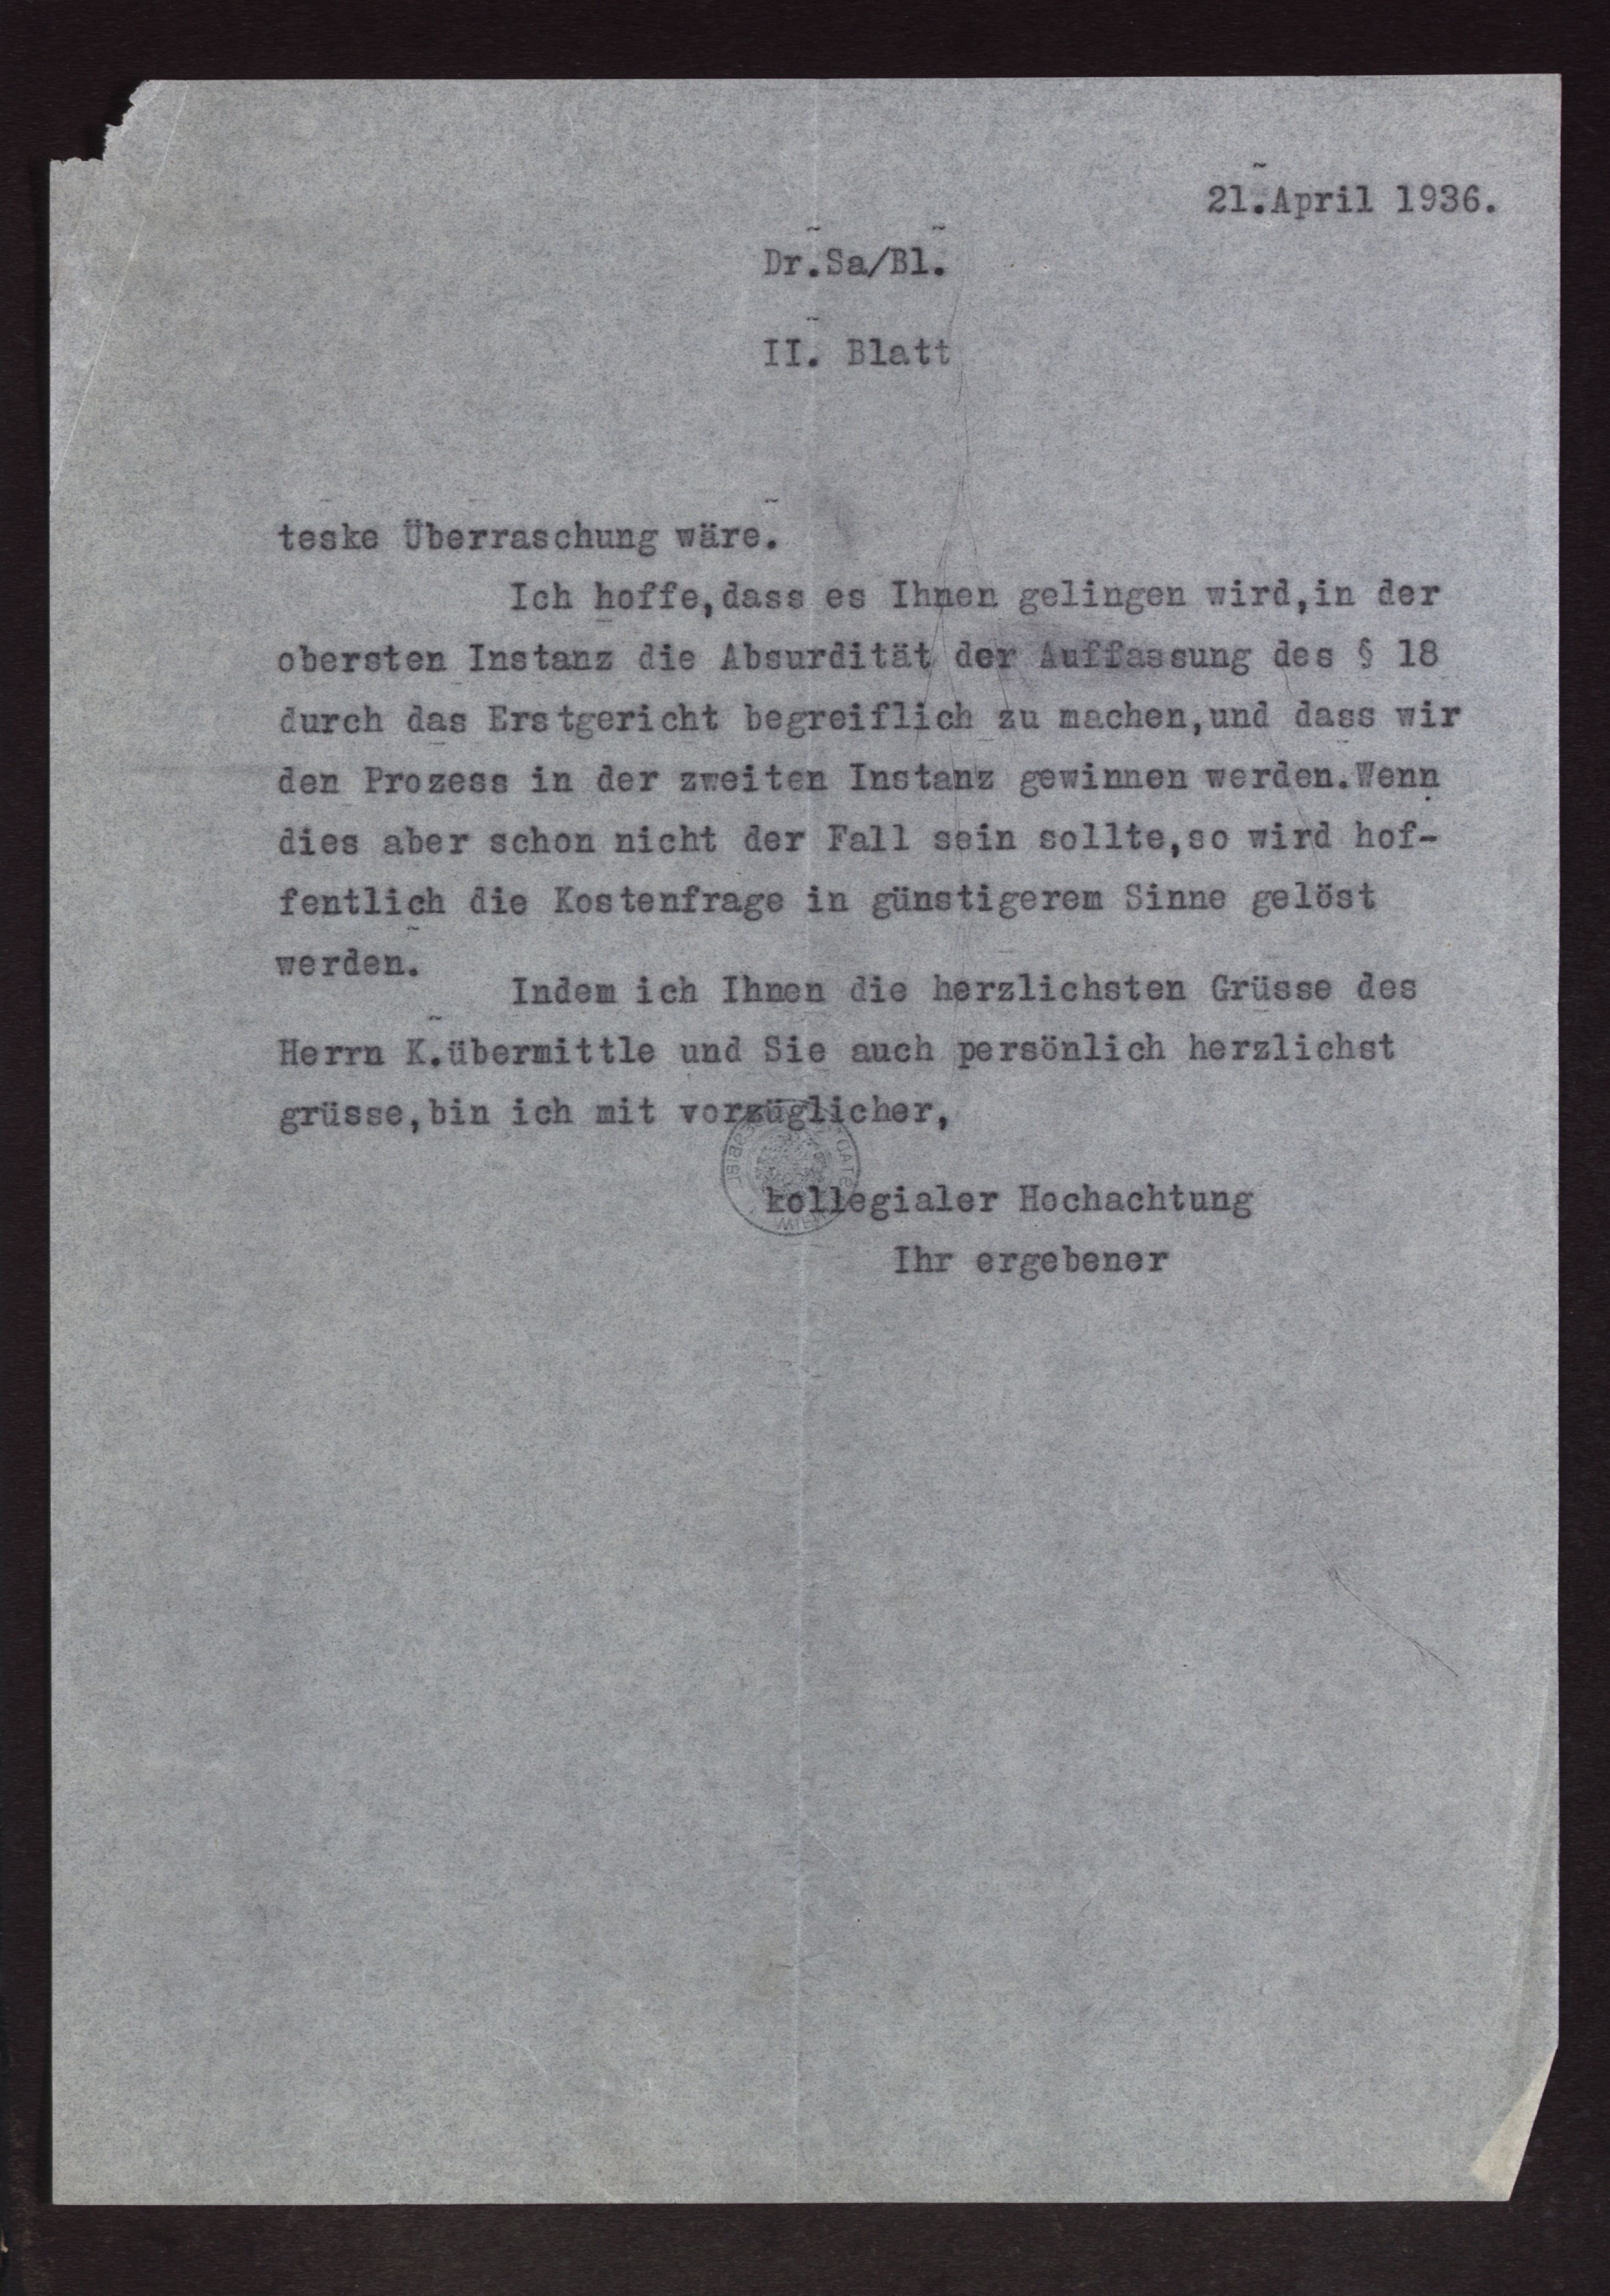 21.April 1936.
Dr.Sa/Bl.
II. Blatt
teske Überraschung wäre.
Ich hoffe,dass es Ihnen gelingen wird,in der
obersten Instanz die Absurdität der Auffassung des § 18
durch das Erstgericht begreiflich zu machen,und dass wir
den Prozess in der zweiten Instanz gewinnen werden.Wenn
dies aber schon nicht der Fall sein sollte,so wird hof-
fentlich die Kostenfrage in günstigerem Sinne gelöst
werden.
Indem ich Ihnen die herzlichsten Grüsse des
Herrn K.übermittle und Sie auch persönlich herzlichst
grüsse,bin ich mit vorzüglicher,
kollegialer Hochachtung
Ihr ergebener